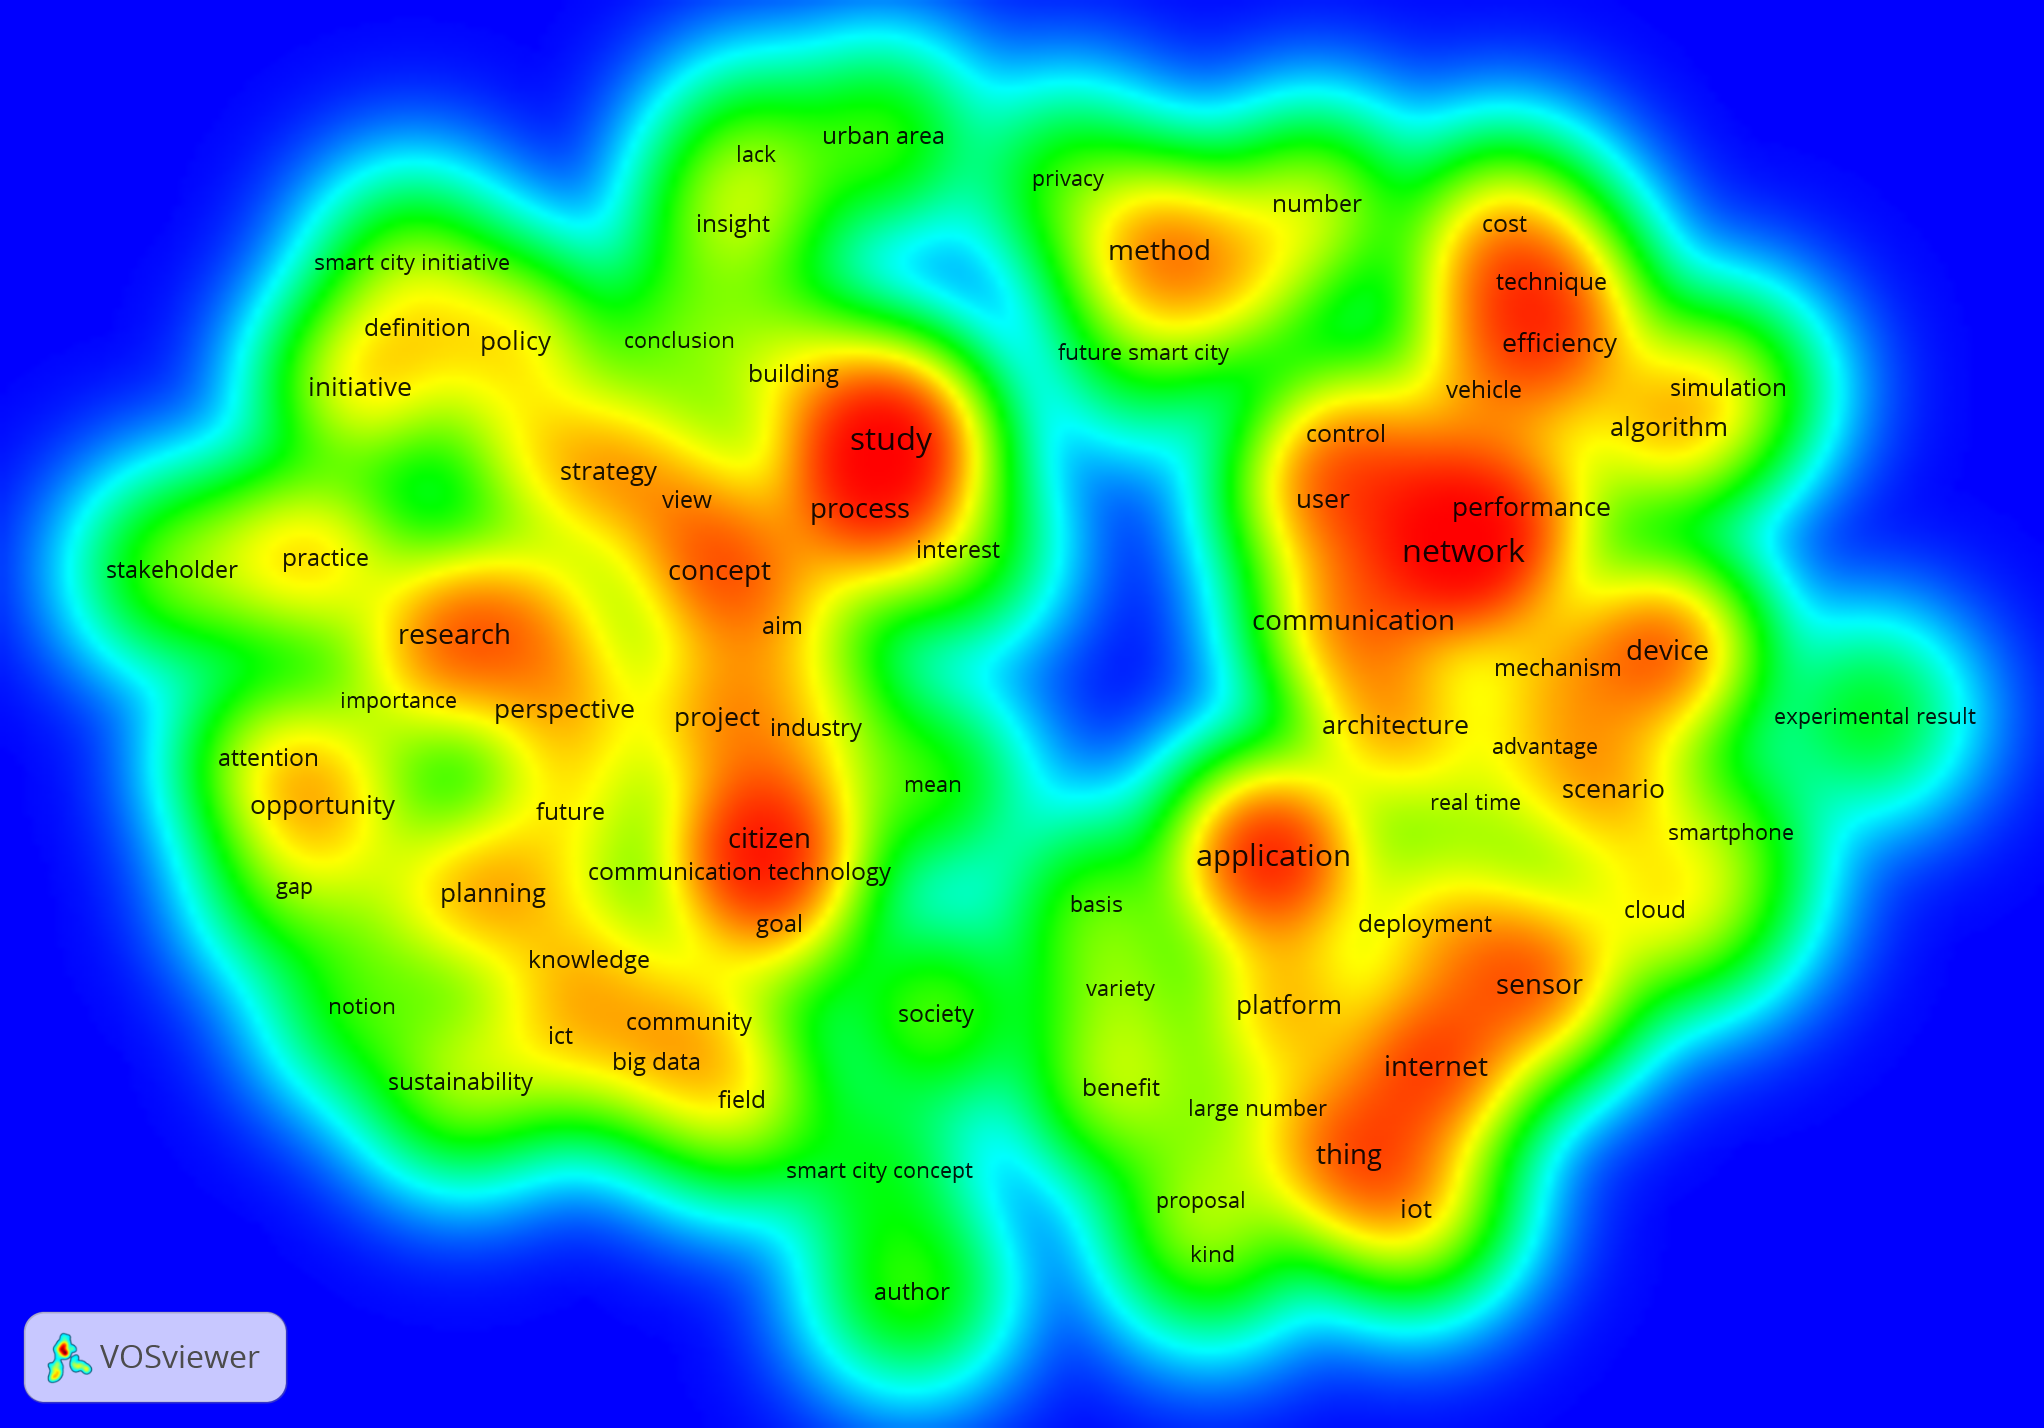 urban area
lack
privacy
number
insight
cost
method
smart city initiative
technique
definition
policy
conclusion
efficiency
future smart city
building
initiative
vehicle
simulation
algorithm
control
study
strategy
view
user
process
performance
interest
network
practice
stakeholder
concept
communication
aim
research
device
mechanism
importance
perspective
project
industry
architecture
experimental result
advantage
attention
mean
scenario
real time
opportunity
future
smartphone
citizen
application
communication technology
gap
planning
basis
cloud
goal
deployment
knowledge
sensor
variety
notion
platform
society
community
ict
big data
internet
sustainability
benefit
field
large number
thing
smart city concept
proposal
iot
kind
author
VOSviewer